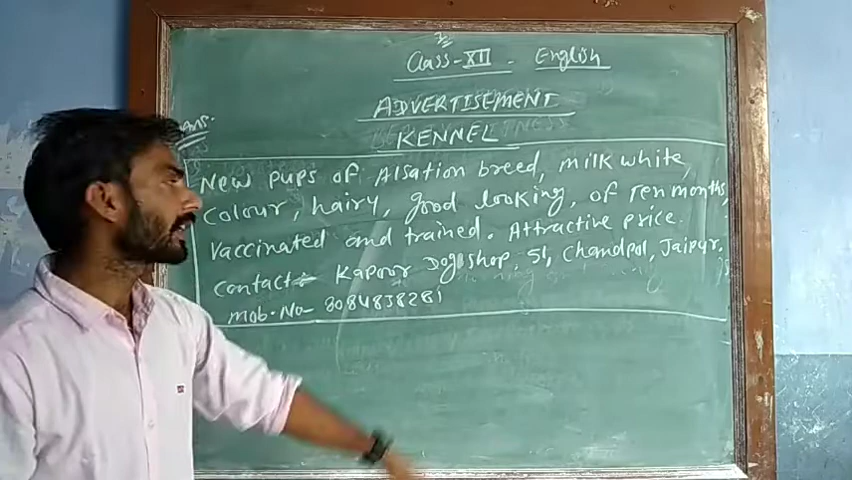 Class-XII - English
ADVERTISEMENT
Ans.
KENNEL
New pups of Alsation breed, milk white,
colour, hairy, good looking, of Ten months,
vaccinated and trained. Attractive price.
contact:- Kapoor Dog shop. 51, Chandpol, Jaipur.
Mob. No- 8084838281